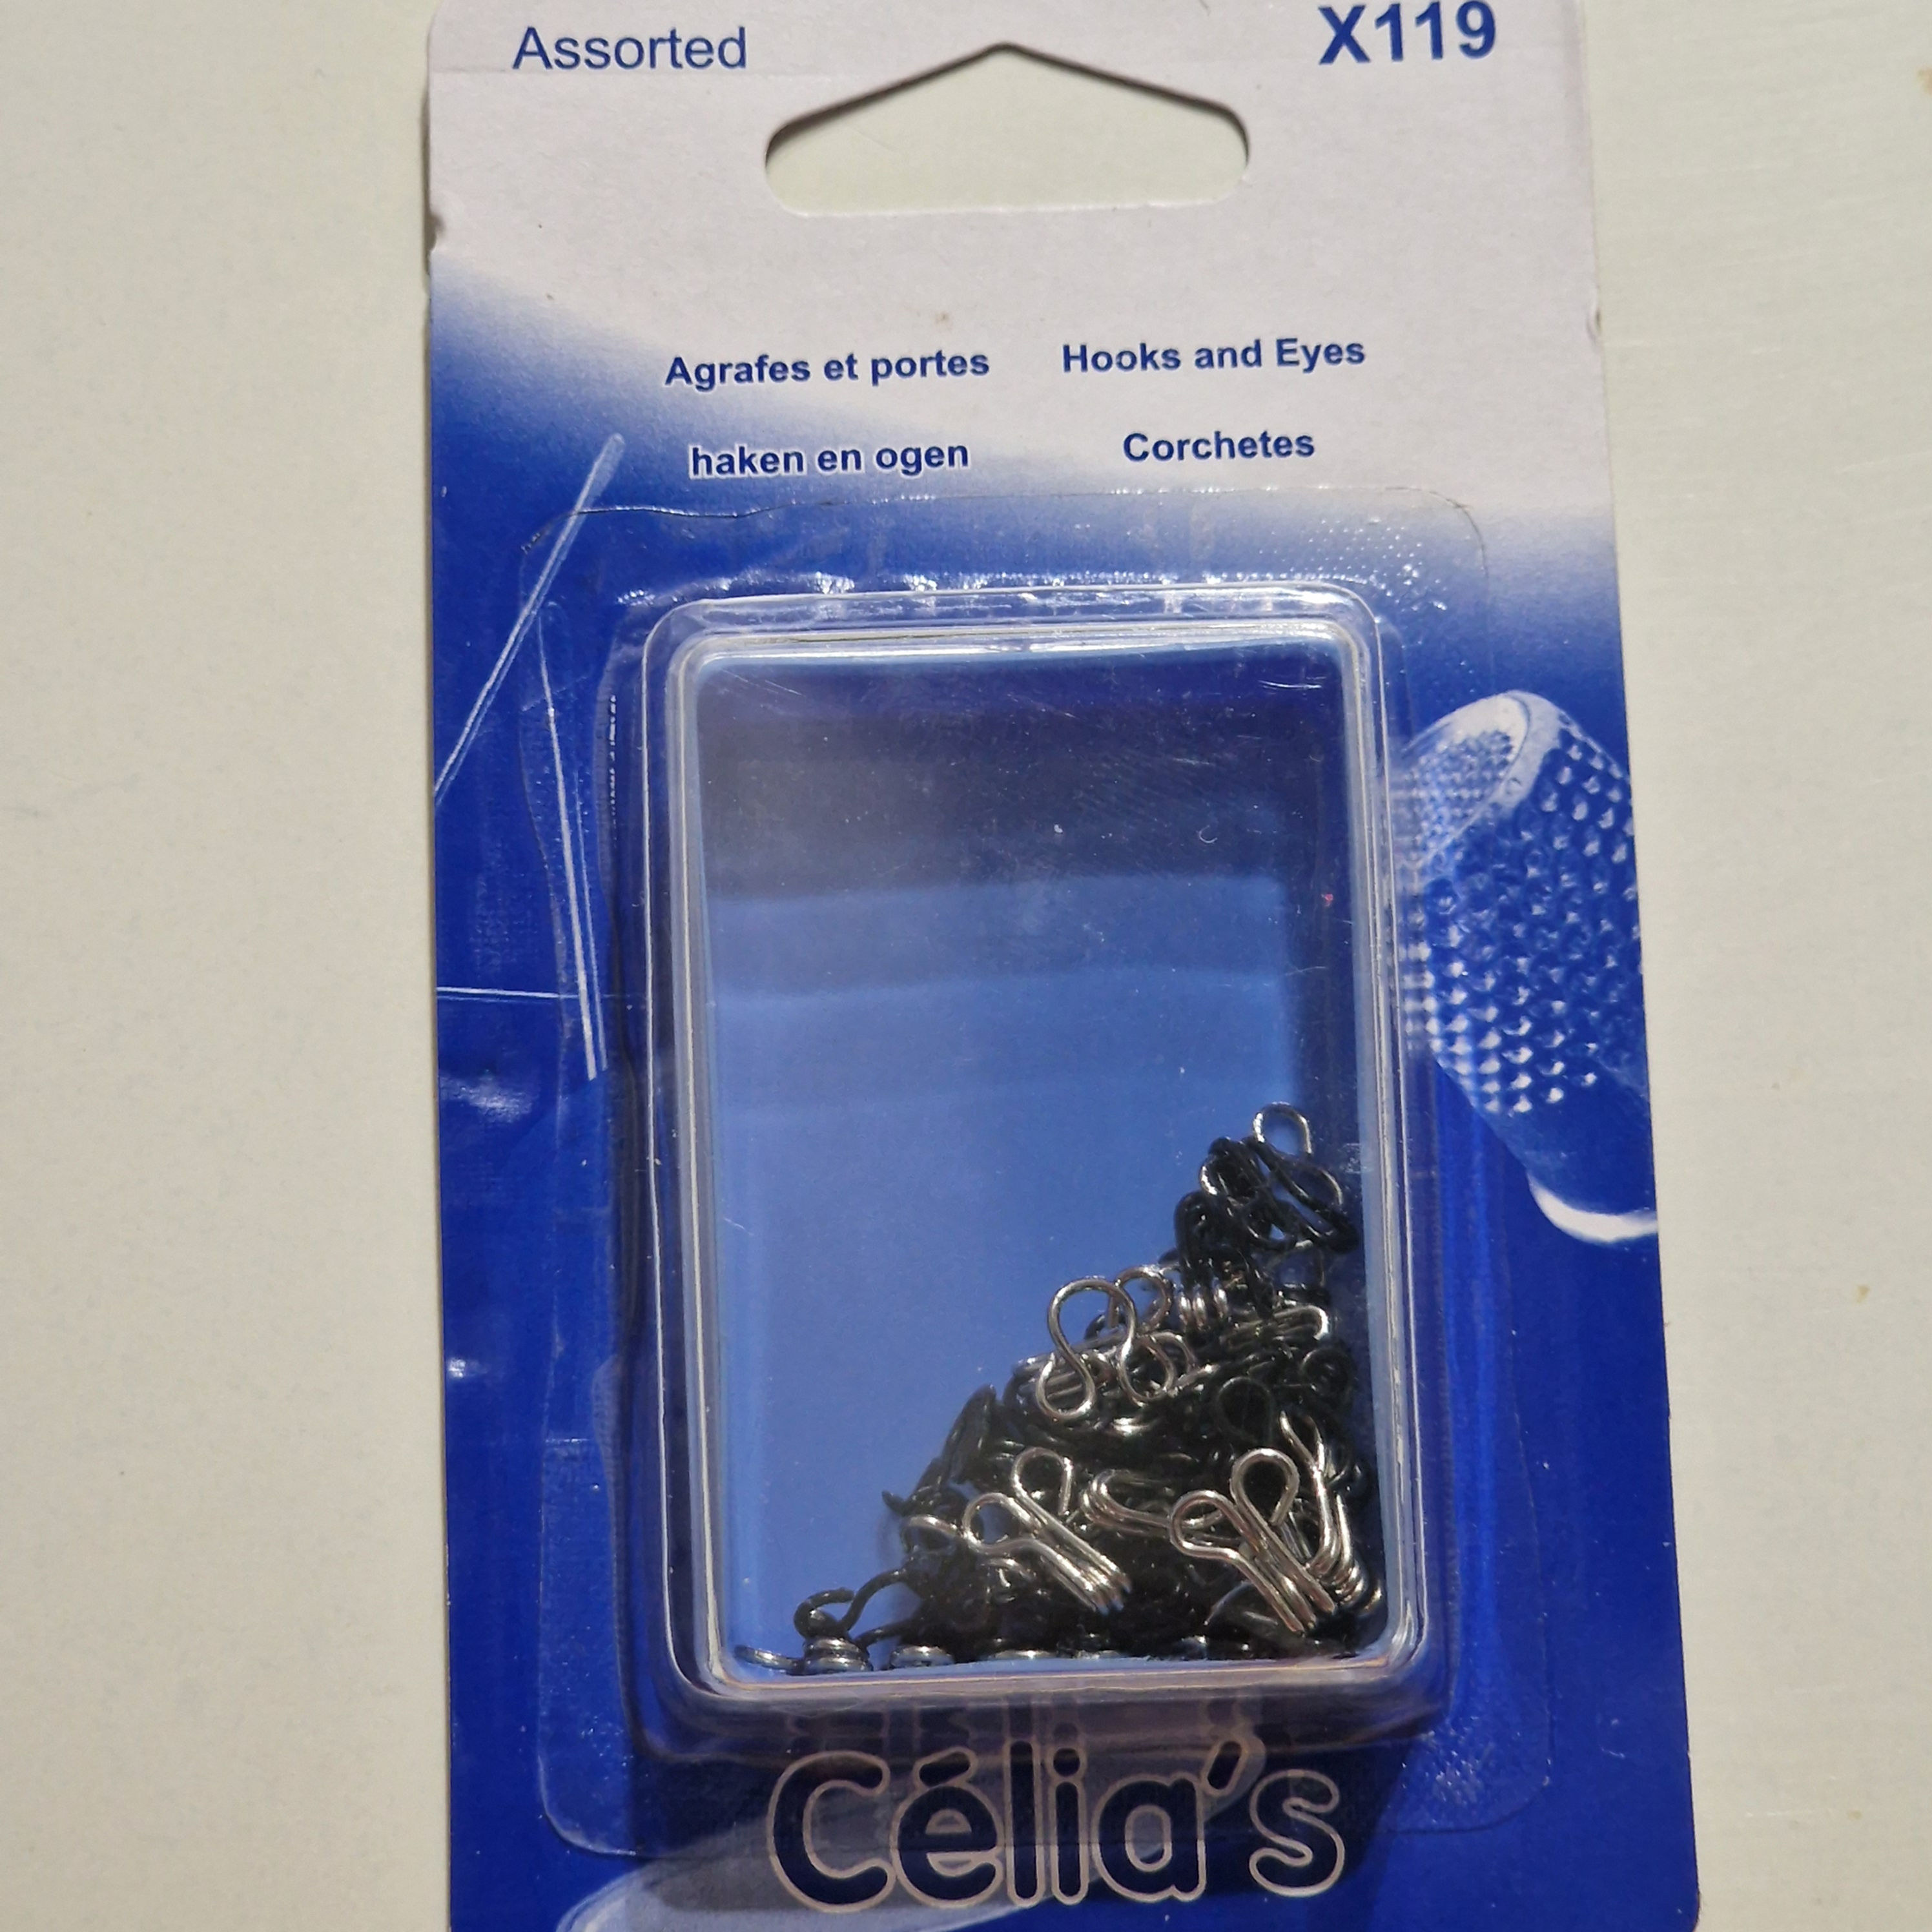 Assorted X119
Agrafes et portes Hooks and Eyes
haken en ogen Corchetes
Célia's